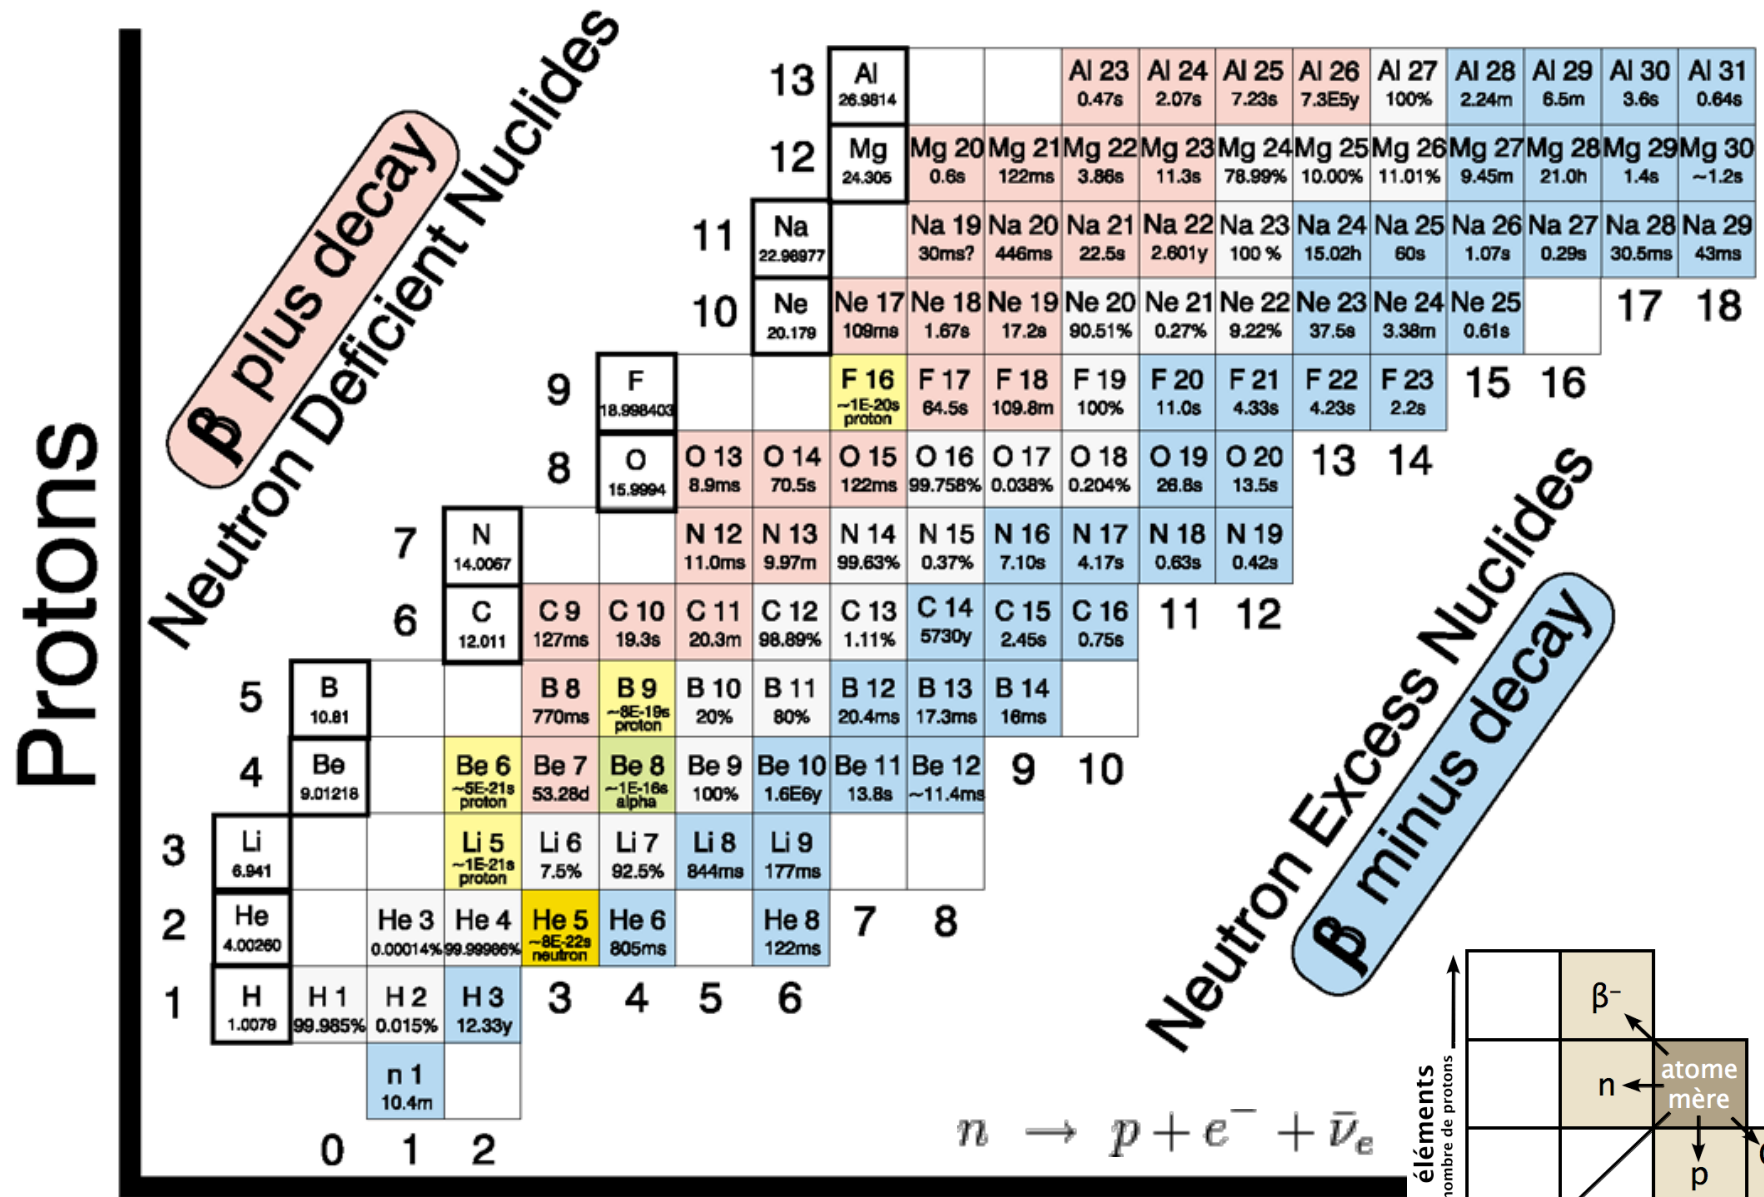 Protons
β plus decay
Neutron Deficient Nuclides
13
Al
26.9814
Al 23
0.47s
Al 24
2.07s
Al 25
7.23s
Al 26
7.3E5y
Al 27
100%
Al 28
2.24m
Al 29
6.5m
Al 30
3.6s
Al 31
0.64s
12
Mg
24.305
Mg 20
0.6s
Mg 21
122ms
Mg 22
3.86s
Mg 23
11.3s
Mg 24
78.99%
Mg 25
10.00%
Mg 26
11.01%
Mg 27
9.45m
Mg 28
21.0h
Mg 29
1.4s
Mg 30
~1.2s
11
Na
22.98977
Na 19
30ms?
Na 20
446ms
Na 21
22.5s
Na 22
2.601y
Na 23
100 %
Na 24
15.02h
Na 25
60s
Na 26
1.07s
Na 27
0.29s
Na 28
30.5ms
Na 29
43ms
10
Ne
20.179
Ne 17
109ms
Ne 18
1.67s
Ne 19
17.2s
Ne 20
90.51%
Ne 21
0.27%
Ne 22
9.22%
Ne 23
37.5s
Ne 24
3.38m
Ne 25
0.61s
17 18
9
F
18.998403
F 16
~1E-20s
proton
F 17
64.5s
F 18
109.8m
F 19
100%
F 20
11.0s
F 21
4.33s
F 22
4.23s
F 23
2.2s
15 16
8
O
15.9994
O 13
8.9ms
O 14
70.5s
O 15
122ms
O 16
99.758%
O 17
0.038%
O 18
0.204%
O 19
26.8s
O 20
13.5s
13 14
7
N
14.0067
N 12
11.0ms
N 13
9.97m
N 14
99.63%
N 15
0.37%
N 16
7.10s
N 17
4.17s
N 18
0.63s
N 19
0.42s
6
C
12.011
C 9
127ms
C 10
19.3s
C 11
20.3m
C 12
98.89%
C 13
1.11%
C 14
5730y
C 15
2.45s
C 16
0.75s
11 12
5
B
10.81
B 8
770ms
B 9
~8E-19s
proton
B 10
20%
B 11
80%
B 12
20.4ms
B 13
17.3ms
B 14
16ms
4
Be
9.01218
Be 6
~5E-21s
proton
Be 7
53.28d
Be 8
~1E-16s
alpha
Be 9
100%
Be 10
1.6E6y
Be 11
13.8s
Be 12
~11.4ms
9 10
3
Li
6.941
Li 5
~1E-21s
proton
Li 6
7.5%
Li 7
92.5%
Li 8
844ms
Li 9
177ms
2
He
4.00260
He 3
0.00014%
He 4
99.99986%
He 5
~8E-22s
neutron
He 6
805ms
He 8
122ms
7 8
1
H
1.0079
H 1
99.985%
H 2
0.015%
H 3
12.33y
3 4 5 6
n 1
10.4m
0 1 2
Neutron Excess Nuclides
β minus decay
n → p + e⁻ + ν̄ₑ
éléments
nombre de protons
β⁻
n
atome
mère
p